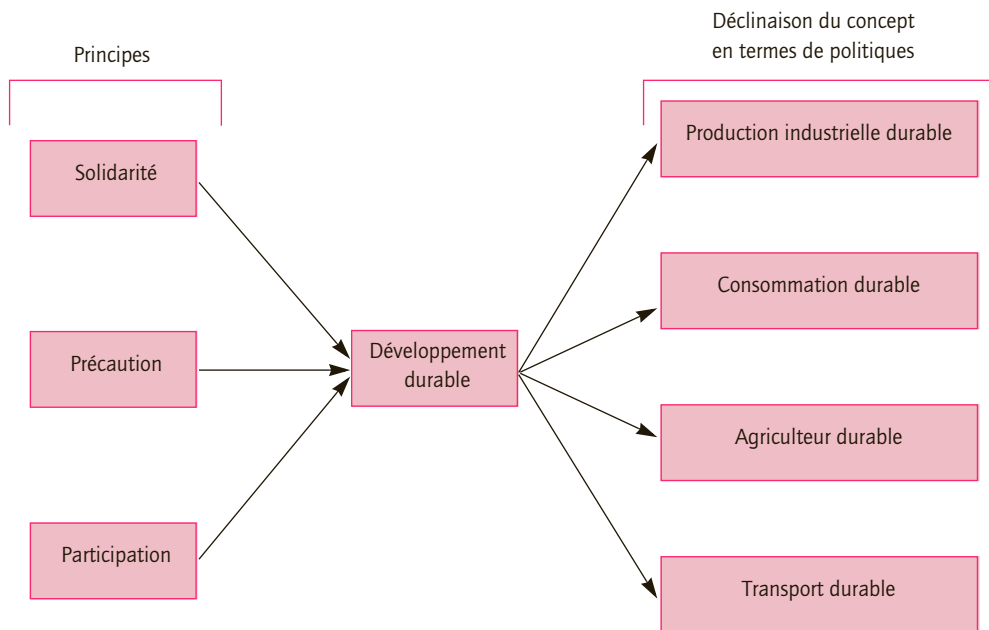 Principes
Solidarité
Précaution
Participation
Développement
durable
Déclinaison du concept
en termes de politiques
Production industrielle durable
Consommation durable
Agriculteur durable
Transport durable